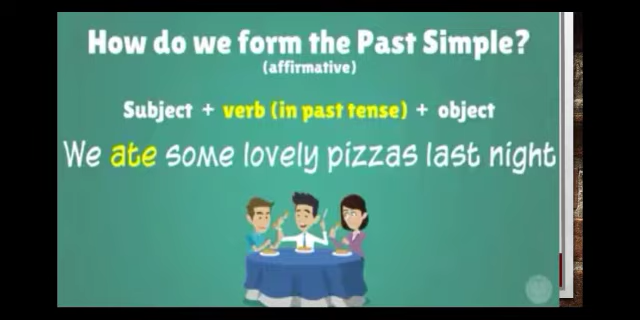 How do we form the Past Simple?
(affirmative)
Subject + verb (in past tense) + object
We ate some lovely pizzas last night